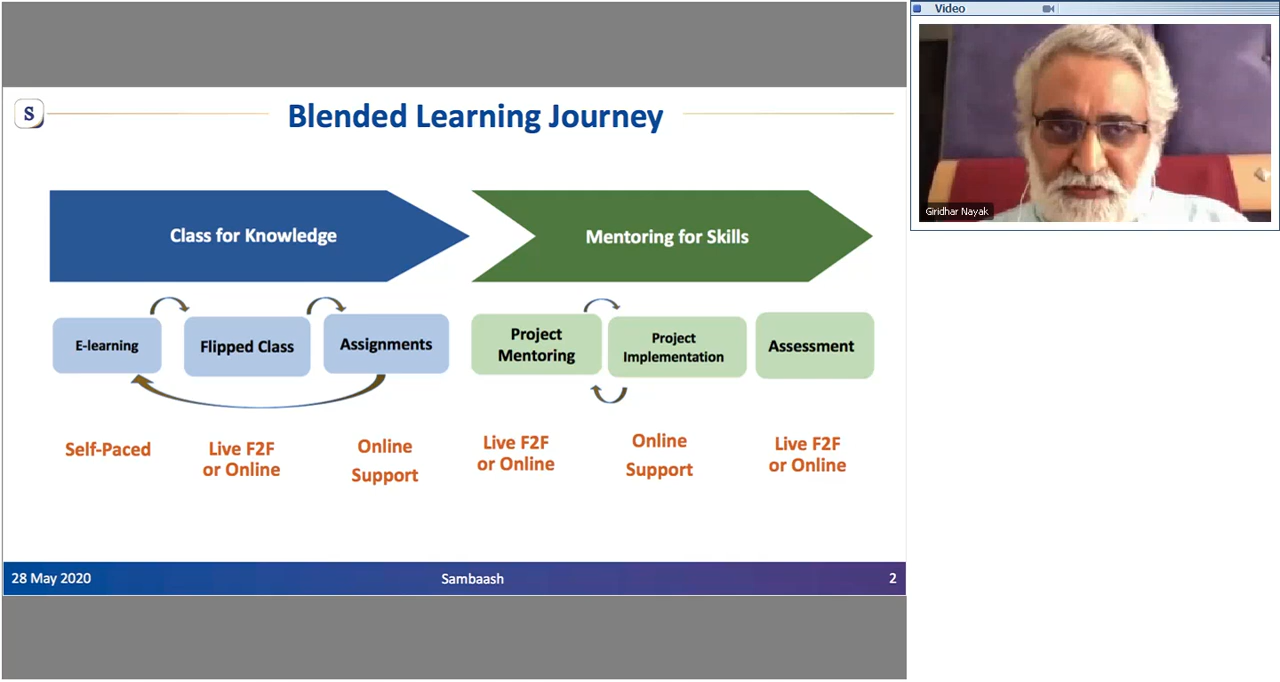 Video
S
Blended Learning Journey
Giridhar Nayak
Class for Knowledge
Mentoring for Skills
E-learning
Flipped Class
Assignments
Project
Mentoring
Project
Implementation
Assessment
Self-Paced
Live F2F
or Online
Online
Support
Live F2F
or Online
Online
Support
Live F2F
or Online
28 May 2020
Sambaash
2